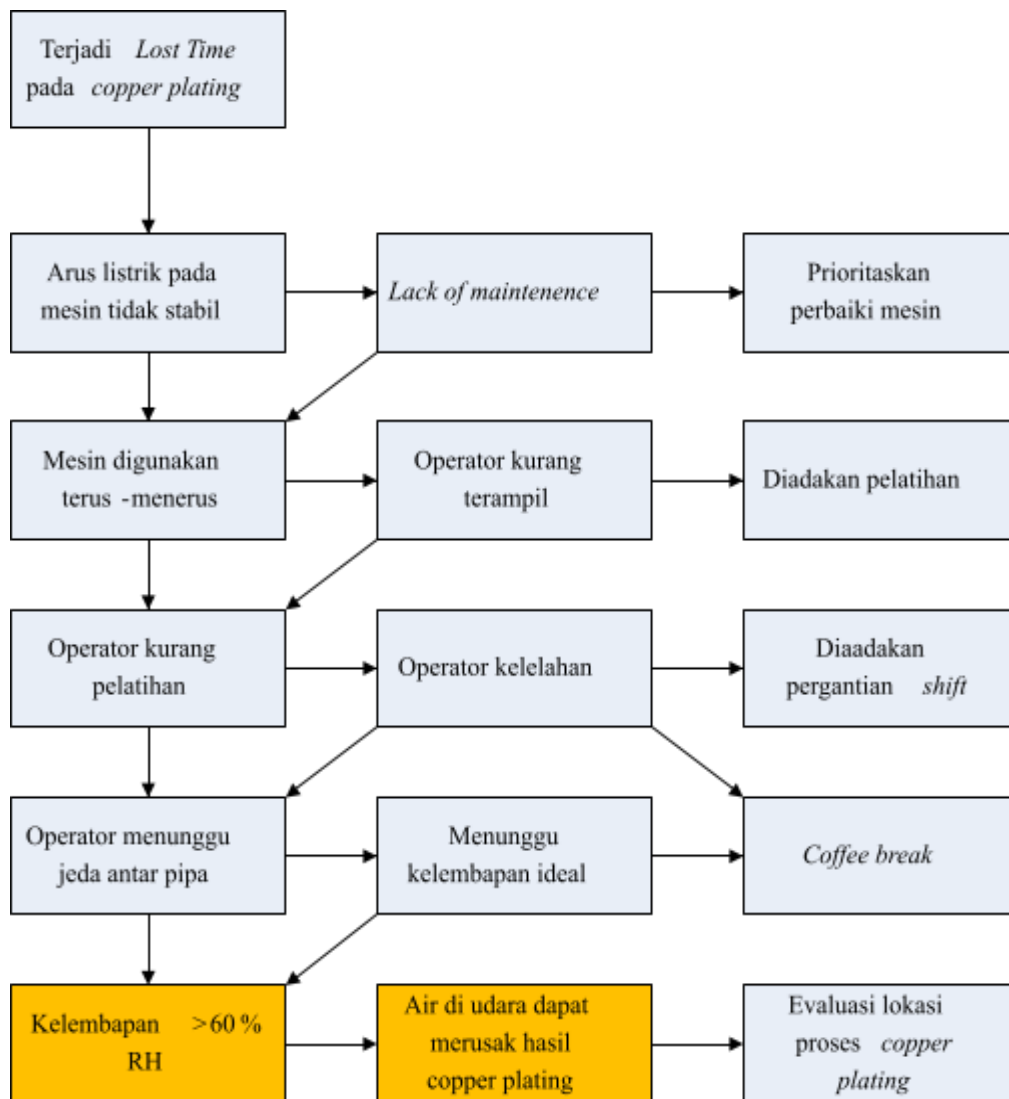 Terjadi Lost Time
pada copper plating
Arus listrik pada
mesin tidak stabil
Lack of maintenence
Prioritaskan
perbaiki mesin
Mesin digunakan
terus -menerus
Operator kurang
terampil
Diadakan pelatihan
Operator kurang
pelatihan
Operator kelelahan
Diaadakan
pergantian shift
Operator menunggu
jeda antar pipa
Menunggu
kelembapan ideal
Coffee break
Kelembapan >60 %
RH
Air di udara dapat
merusak hasil
copper plating
Evaluasi lokasi
proses copper
plating